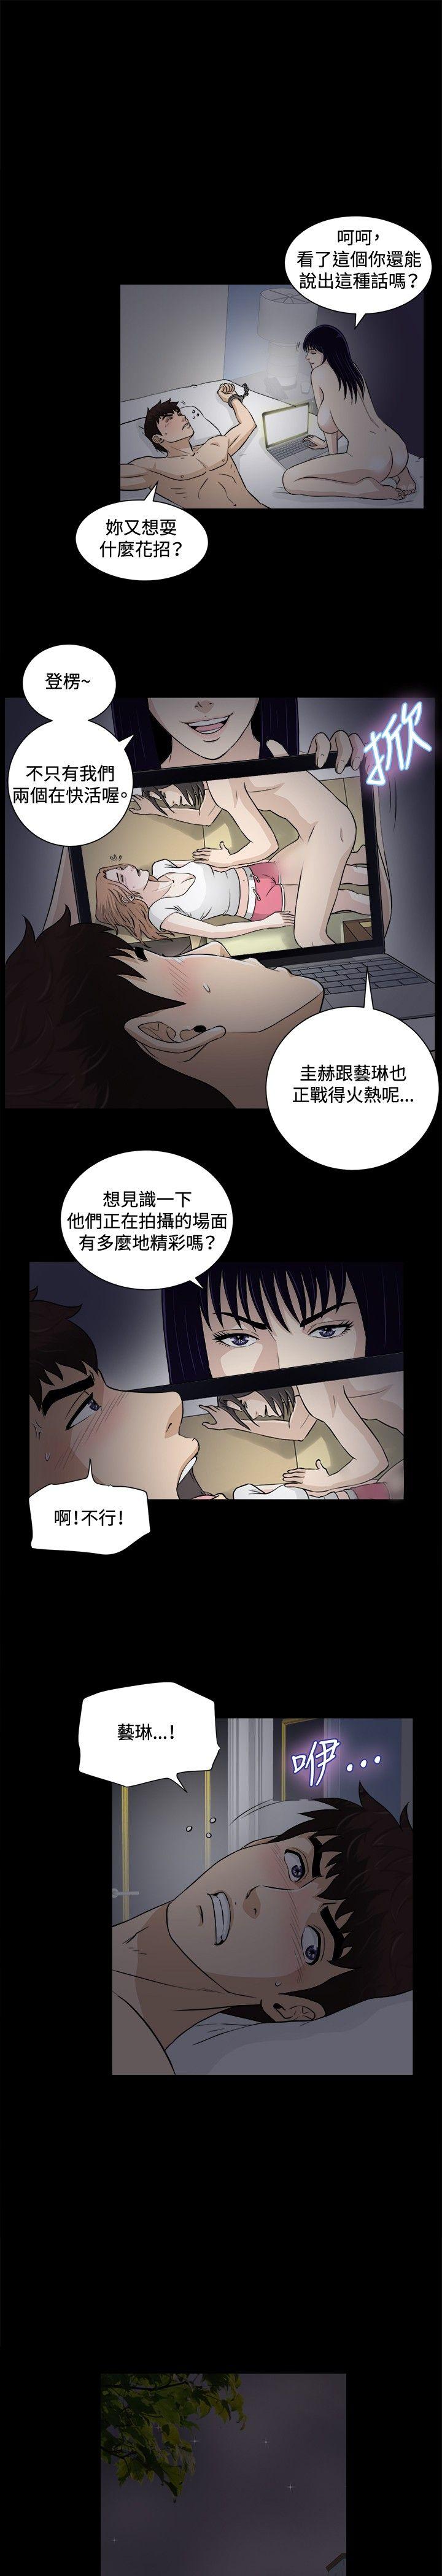 呵呵，
看了這個你還能
說出這種話嗎？
妳又想耍
什麼花招？
登楞~
掀
不只有我們
兩個在快活喔。
圭赫跟藝琳也
正戰得火熱呢...
想見識一下
他們正在拍攝的場面
有多麼地精彩嗎？
啊！不行！
藝琳...！
咿...